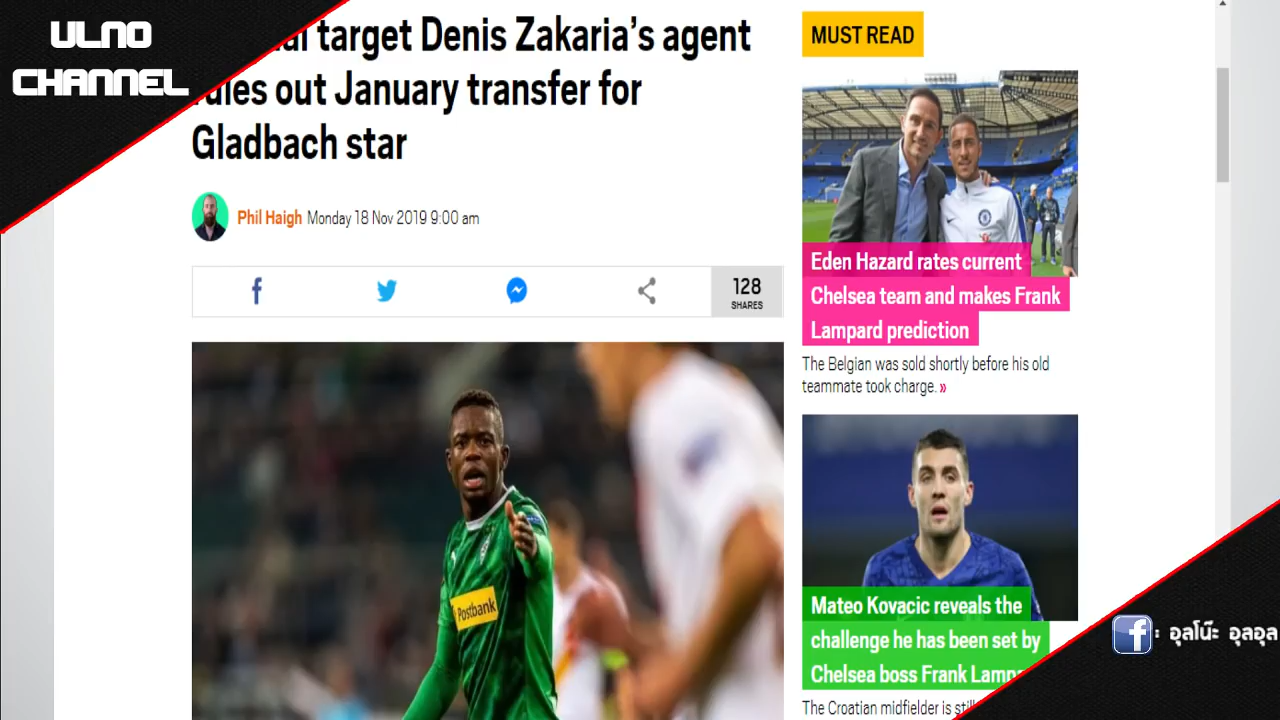 ULNO
CHANNEL
target Denis Zakaria's agent
out January transfer for
Gladbach star
Phil Haigh Monday 18 Nov 2019 9:00 am
128
SHARES
Postbank
MUST READ
Eden Hazard rates current
Chelsea team and makes Frank
Lampard prediction
The Belgian was sold shortly before his old
teammate took charge. »
Mateo Kovacic reveals the
challenge he has been set by
Chelsea boss Frank
The Croatian midfielder is
: อุลโน๊ะ อุลอุล